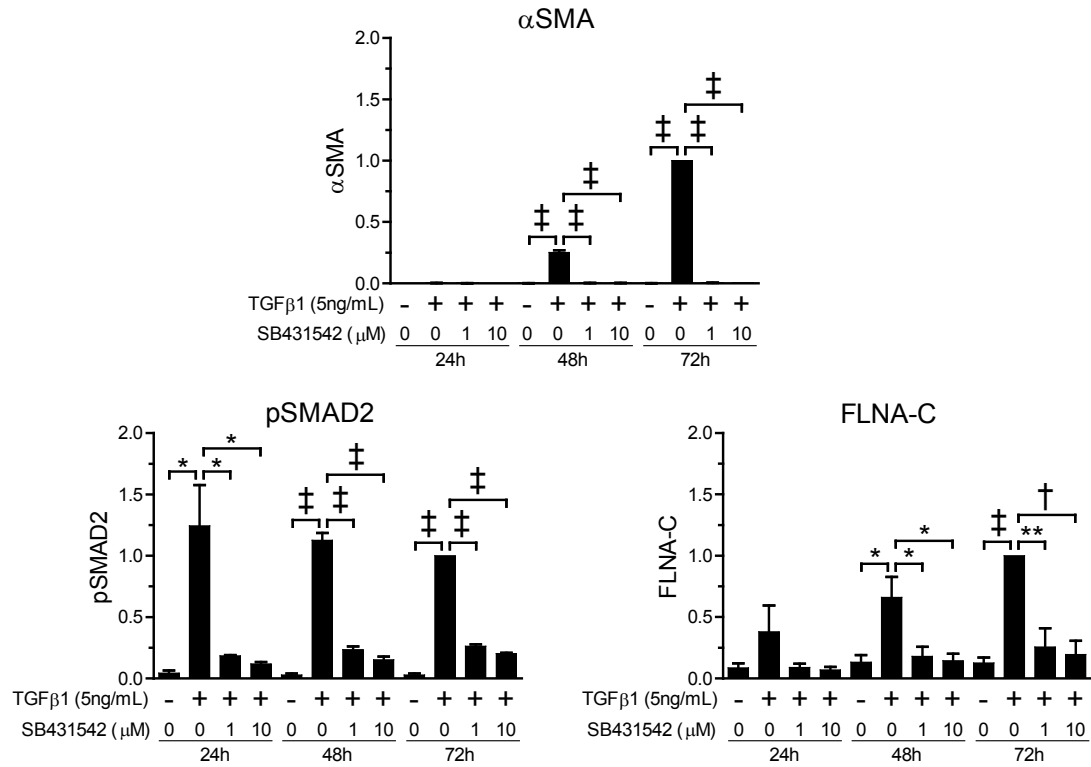 αSMA
2.0
1.5
1.0
0.5
0.0
αSMA
‡ ‡ ‡
‡ ‡ ‡
TGFβ1 (5ng/mL) - + + + - + + + - + + +
SB431542 ( μM) 0 0 1 10 0 0 1 10 0 0 1 10
24h 48h 72h
pSMAD2
2.0
1.5
1.0
0.5
0.0
pSMAD2
* * *
‡ ‡ ‡
‡ ‡ ‡
TGFβ1 (5ng/mL) - + + + - + + + - + + +
SB431542 ( μM) 0 0 1 10 0 0 1 10 0 0 1 10
24h 48h 72h
FLNA-C
2.0
1.5
1.0
0.5
0.0
FLNA-C
* * *
‡ ** †
TGFβ1 (5ng/mL) - + + + - + + + - + + +
SB431542 ( μM) 0 0 1 10 0 0 1 10 0 0 1 10
24h 48h 72h